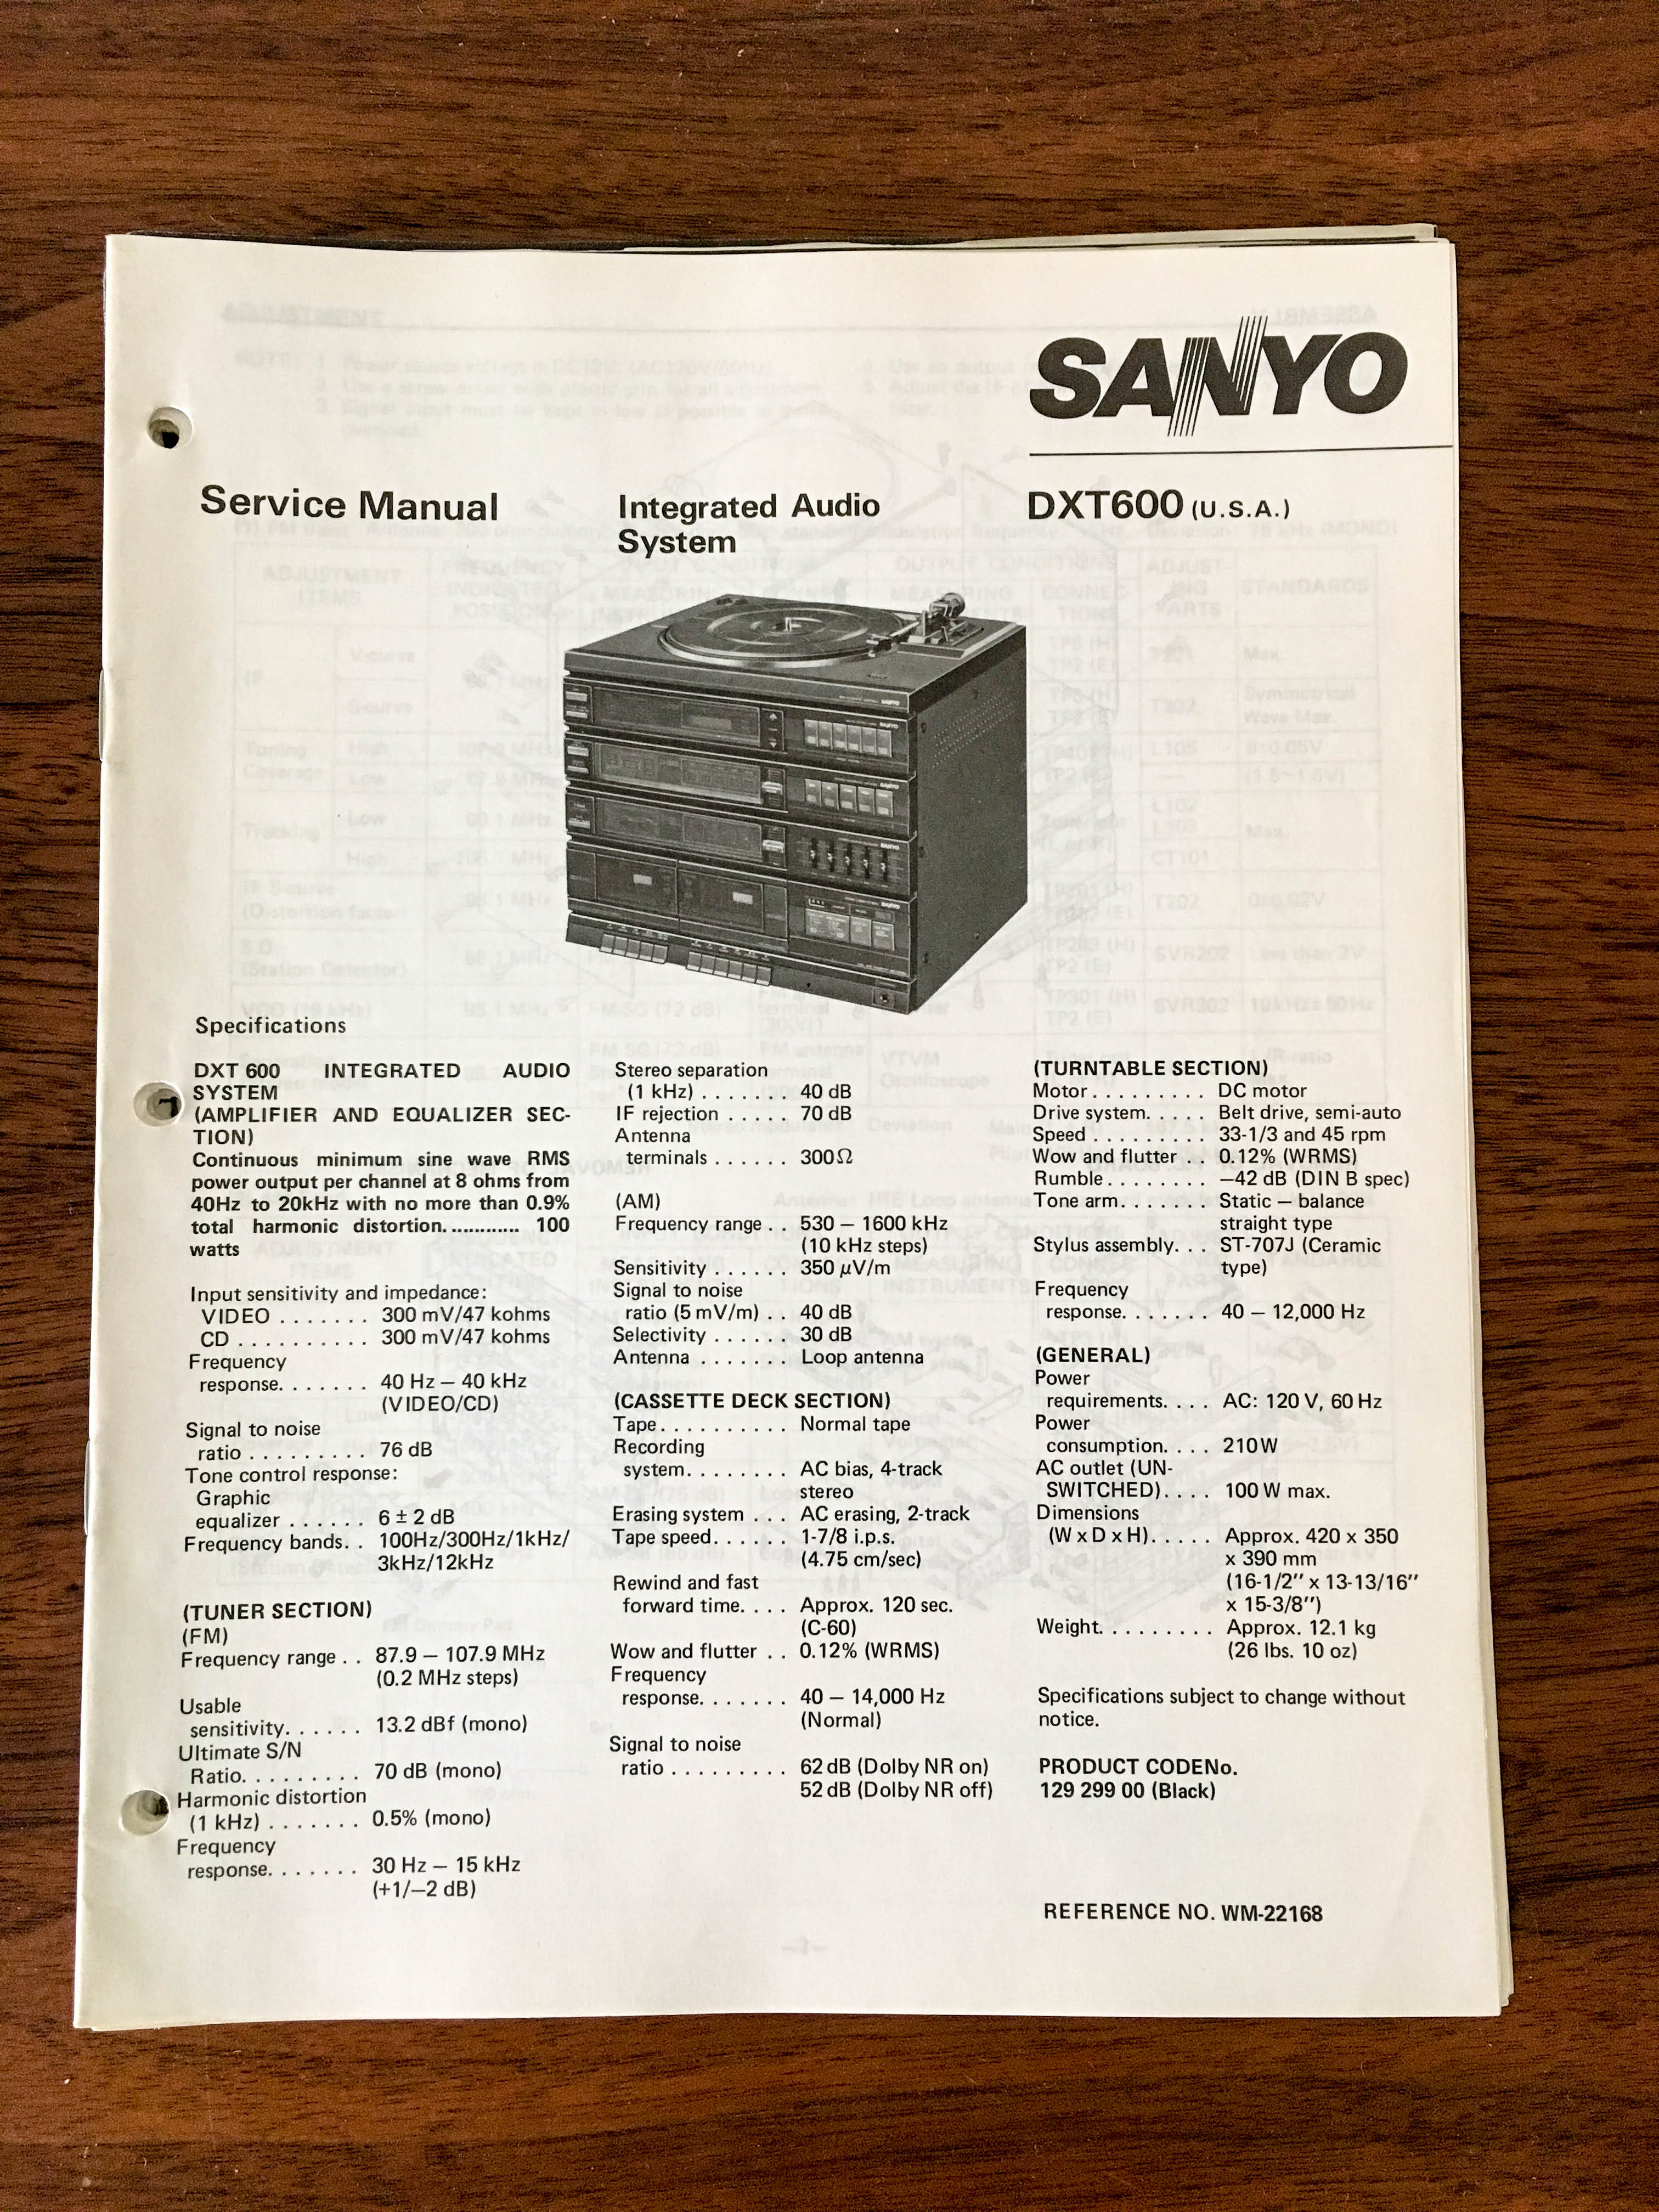 SANYO
Service Manual
Integrated Audio
System
DXT600 (U.S.A.)
SANYO
SANYO
SANYO
SANYO
SANYO
Specifications
DXT 600 INTEGRATED AUDIO
SYSTEM
(AMPLIFIER AND EQUALIZER SEC-
TION)
Continuous minimum sine wave RMS
power output per channel at 8 ohms from
40Hz to 20kHz with no more than 0.9%
total harmonic distortion............. 100
watts
Input sensitivity and impedance:
VIDEO . . . . . . . 300 mV/47 kohms
CD . . . . . . . . . . 300 mV/47 kohms
Frequency
response. . . . . . . 40 Hz – 40 kHz
(VIDEO/CD)
Signal to noise
ratio . . . . . . . . . 76 dB
Tone control response:
Graphic
equalizer . . . . . . 6 ± 2 dB
Frequency bands. . 100Hz/300Hz/1kHz/
3kHz/12kHz
(TUNER SECTION)
(FM)
Frequency range . . 87.9 – 107.9 MHz
(0.2 MHz steps)
Usable
sensitivity. . . . . . 13.2 dBf (mono)
Ultimate S/N
Ratio. . . . . . . . . 70 dB (mono)
Harmonic distortion
(1 kHz) . . . . . . . 0.5% (mono)
Frequency
response. . . . . . . 30 Hz – 15 kHz
(+1/–2 dB)
Stereo separation
(1 kHz) . . . . . . . 40 dB
IF rejection . . . . . 70 dB
Antenna
terminals . . . . . . 300Ω
(AM)
Frequency range . . 530 – 1600 kHz
(10 kHz steps)
Sensitivity . . . . . . 350 μV/m
Signal to noise
ratio (5 mV/m) . . 40 dB
Selectivity . . . . . . 30 dB
Antenna . . . . . . . Loop antenna
(CASSETTE DECK SECTION)
Tape. . . . . . . . . . Normal tape
Recording
system. . . . . . . . AC bias, 4-track
stereo
Erasing system . . . AC erasing, 2-track
Tape speed. . . . . . 1-7/8 i.p.s.
(4.75 cm/sec)
Rewind and fast
forward time. . . . Approx. 120 sec.
(C-60)
Wow and flutter . . 0.12% (WRMS)
Frequency
response. . . . . . . 40 – 14,000 Hz
(Normal)
Signal to noise
ratio . . . . . . . . . 62 dB (Dolby NR on)
52 dB (Dolby NR off)
(TURNTABLE SECTION)
Motor . . . . . . . . . DC motor
Drive system. . . . . Belt drive, semi-auto
Speed . . . . . . . . . 33-1/3 and 45 rpm
Wow and flutter . . 0.12% (WRMS)
Rumble. . . . . . . . –42 dB (DIN B spec)
Tone arm. . . . . . . Static – balance
straight type
Stylus assembly. . . ST-707J (Ceramic
type)
Frequency
response. . . . . . . 40 – 12,000 Hz
(GENERAL)
Power
requirements. . . . AC: 120 V, 60 Hz
Power
consumption. . . . 210W
AC outlet (UN-
SWITCHED). . . . 100 W max.
Dimensions
(W x D x H). . . . . Approx. 420 x 350
x 390 mm
(16-1/2" x 13-13/16"
x 15-3/8")
Weight. . . . . . . . . Approx. 12.1 kg
(26 lbs. 10 oz)
Specifications subject to change without
notice.
PRODUCT CODENo.
129 299 00 (Black)
REFERENCE NO. WM-22168